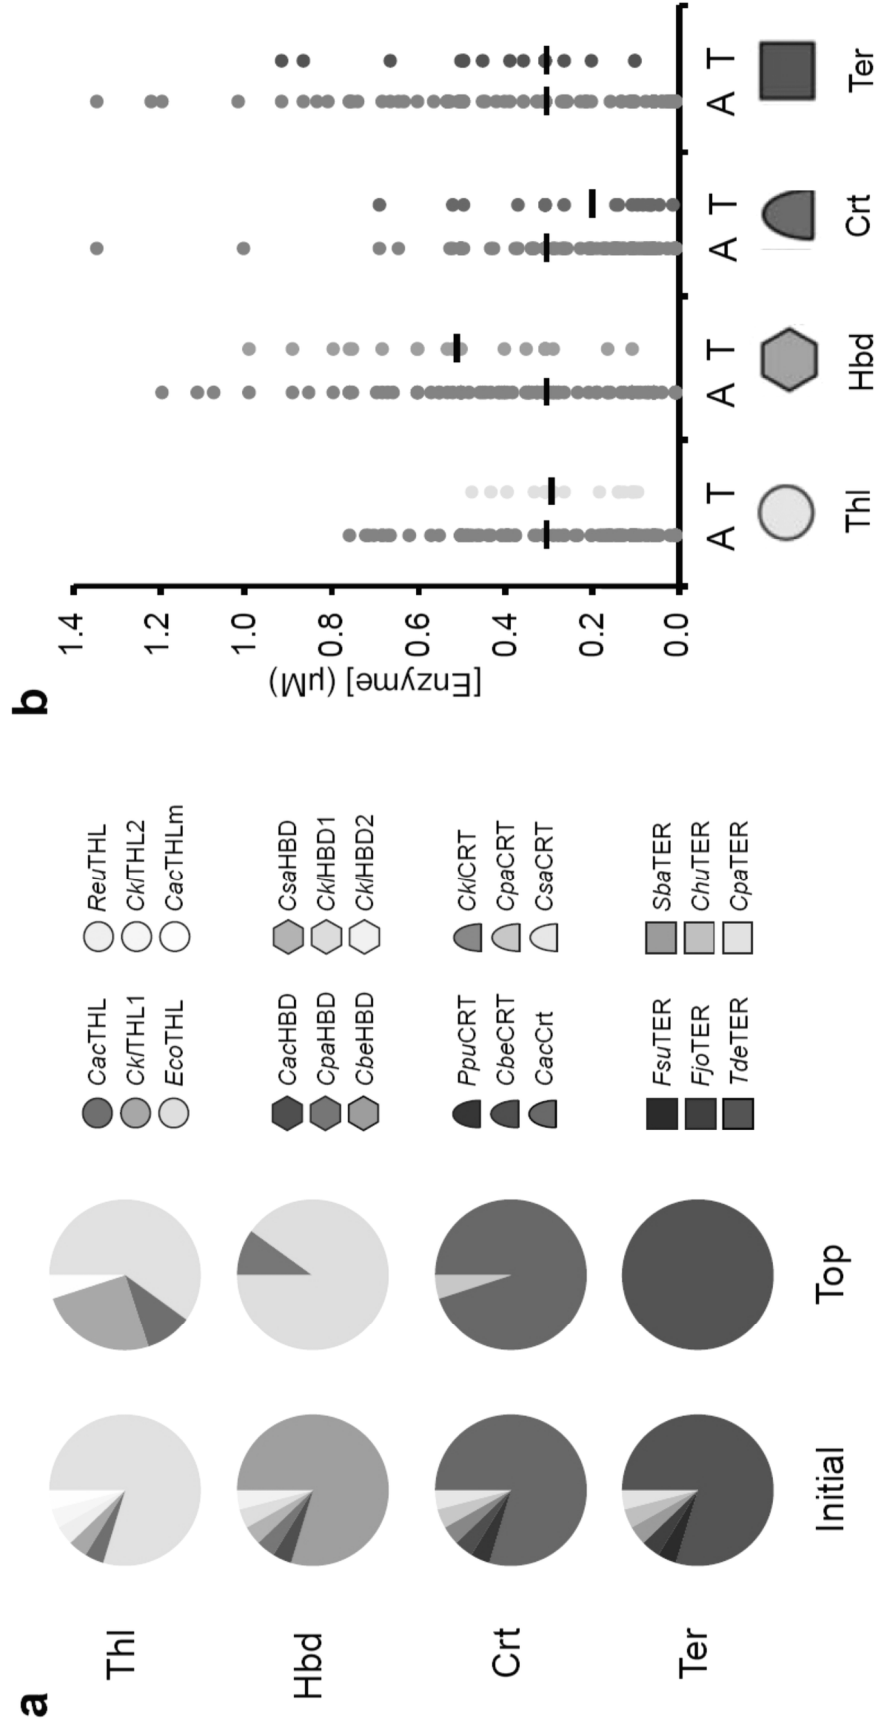 a
Initial
Top
Thl
CacTHL
ReuTHL
CklTHL1
CklTHL2
EcoTHL
CacTHLm
Hbd
CacHBD
CsaHBD
CpaHBD
CklHBD1
CbeHBD
CklHBD2
Crt
PpuCRT
CklCRT
CbeCRT
CpaCRT
CacCrt
CsaCRT
Ter
FsuTER
SbaTER
FjoTER
ChuTER
TdeTER
CpaTER
b
[Enzyme] (µM)
1.4
1.2
1.0
0.8
0.6
0.4
0.2
0.0
A T A T A T A T
Thl Hbd Crt Ter